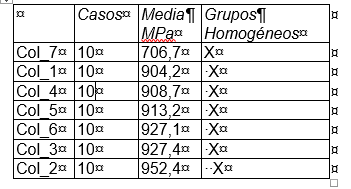 ¤ Casos¤ Media¶ Grupos¶ ¤
MPa¤ Homogéneos¤
Col_7¤ 10¤ 706,7¤ X¤ ¤
Col_1¤ 10¤ 904,2¤ ·X¤ ¤
Col_4¤ 10¤ 908,7¤ ·X¤ ¤
Col_5¤ 10¤ 913,2¤ ·X¤ ¤
Col_6¤ 10¤ 927,1¤ ·X¤ ¤
Col_3¤ 10¤ 927,4¤ ·X¤ ¤
Col_2¤ 10¤ 952,4¤ ··X¤ ¤